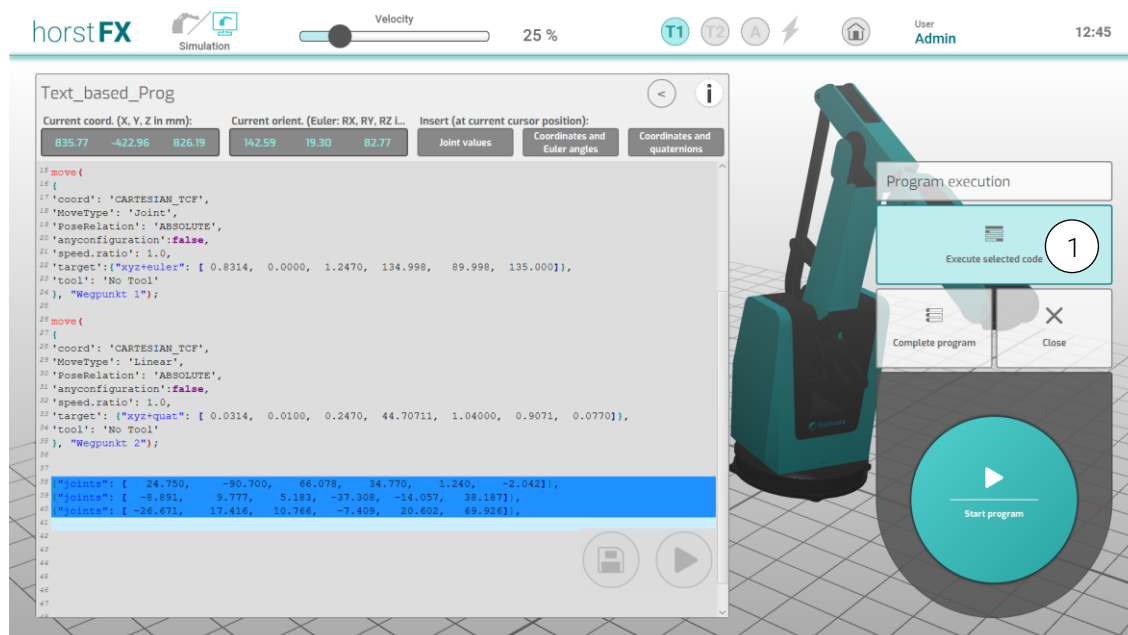 horstFX
Simulation
Velocity
25 %
T1 T2 A
User
Admin
12:45
Text_based_Prog
<
i
Current coord. (X, Y, Z in mm): Current orient. (Euler: RX, RY, RZ i... Insert (at current cursor position):
835.77 -422.96 826.19 142.59 19.30 82.77 Joint values Coordinates and Euler angles Coordinates and quaternions
15 move(
16 {
17 'coord': 'CARTESIAN_TCF',
18 'MoveType': 'Joint',
19 'PoseRelation': 'ABSOLUTE',
20 'anyconfiguration':false,
21 'speed.ratio': 1.0,
22 'target':{"xyz+euler": [ 0.8314, 0.0000, 1.2470, 134.998, 89.998, 135.000]},
23 'tool': 'No Tool'
24 }, "Wegpunkt 1");
25
26 move(
27 {
28 'coord': 'CARTESIAN_TCF',
29 'MoveType': 'Linear',
30 'PoseRelation': 'ABSOLUTE',
31 'anyconfiguration':false,
32 'speed.ratio': 1.0,
33 'target': {"xyz+quat": [ 0.0314, 0.0100, 0.2470, 44.70711, 1.04000, 0.9071, 0.0770]},
34 'tool': 'No Tool'
35 }, "Wegpunkt 2");
36
37
38 {"joints": [ 24.750, -90.700, 66.078, 34.770, 1.240, -2.042]},
39 {"joints": [ -8.891, 9.777, 5.183, -37.308, -14.057, 38.187]},
40 {"joints": [ -26.671, 17.416, 10.766, -7.409, 20.602, 69.926]},
41
42
43
44
45
46
47
48
Program execution
Execute selected code
1
Complete program
Close
Start program
fruitcore